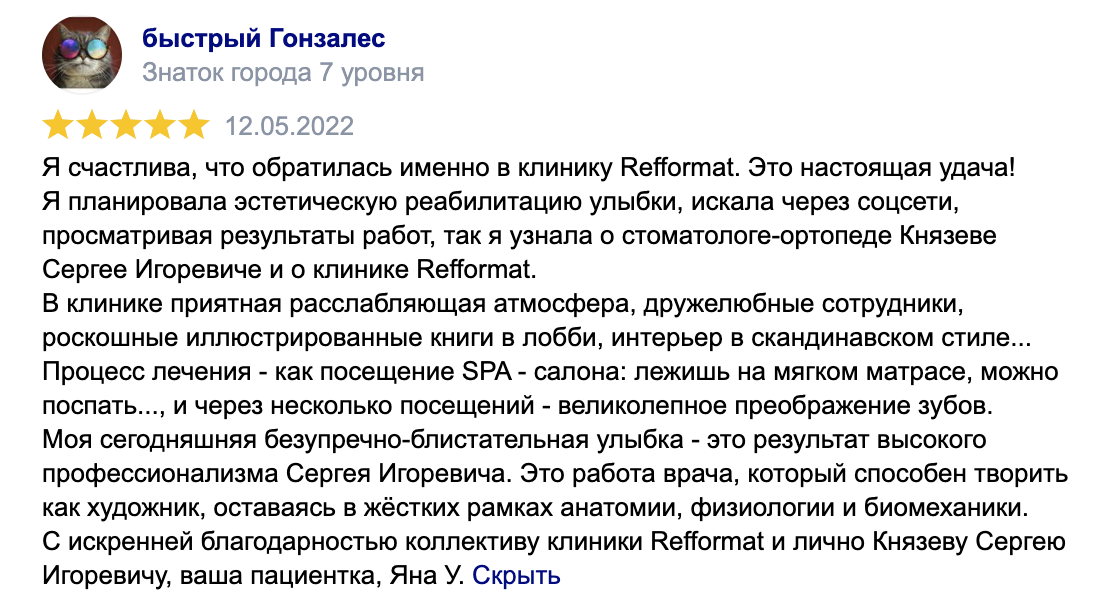 быстрый Гонзалес
Знаток города 7 уровня
12.05.2022
Я счастлива, что обратилась именно в клинику Refformat. Это настоящая удача!
Я планировала эстетическую реабилитацию улыбки, искала через соцсети,
просматривая результаты работ, так я узнала о стоматологе-ортопеде Князеве
Сергее Игоревиче и о клинике Refformat.
В клинике приятная расслабляющая атмосфера, дружелюбные сотрудники,
роскошные иллюстрированные книги в лобби, интерьер в скандинавском стиле...
Процесс лечения - как посещение SPA - салона: лежишь на мягком матрасе, можно
поспать..., и через несколько посещений - великолепное преображение зубов.
Моя сегодняшняя безупречно-блистательная улыбка - это результат высокого
профессионализма Сергея Игоревича. Это работа врача, который способен творить
как художник, оставаясь в жёстких рамках анатомии, физиологии и биомеханики.
С искренней благодарностью коллективу клиники Refformat и лично Князеву Сергею
Игоревичу, ваша пациентка, Яна У. Скрыть